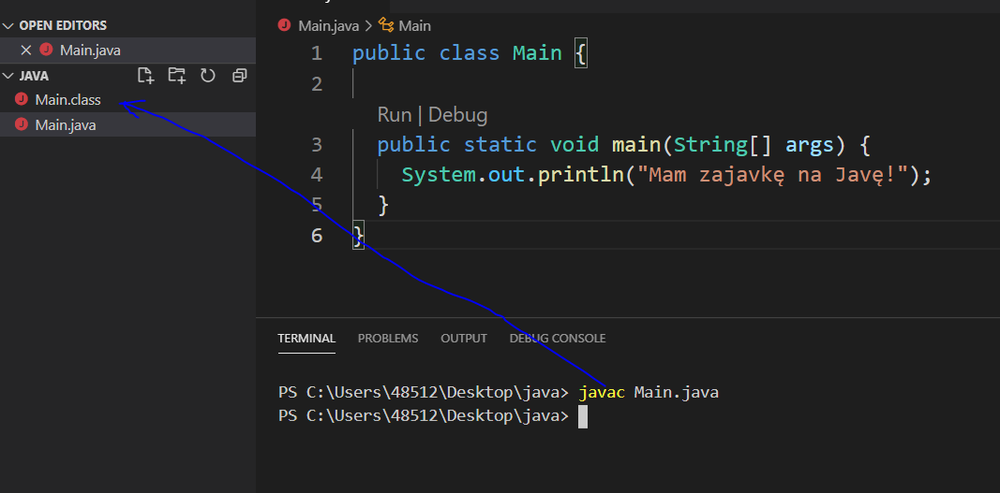 OPEN EDITORS
Main.java
JAVA
Main.class
Main.java
Main.java > Main
1 public class Main {
2
Run | Debug
3 public static void main(String[] args) {
4 System.out.println("Mam zajavkę na Javę!");
5 }
6 }
TERMINAL PROBLEMS OUTPUT DEBUG CONSOLE
PS C:\Users\48512\Desktop\java> javac Main.java
PS C:\Users\48512\Desktop\java>